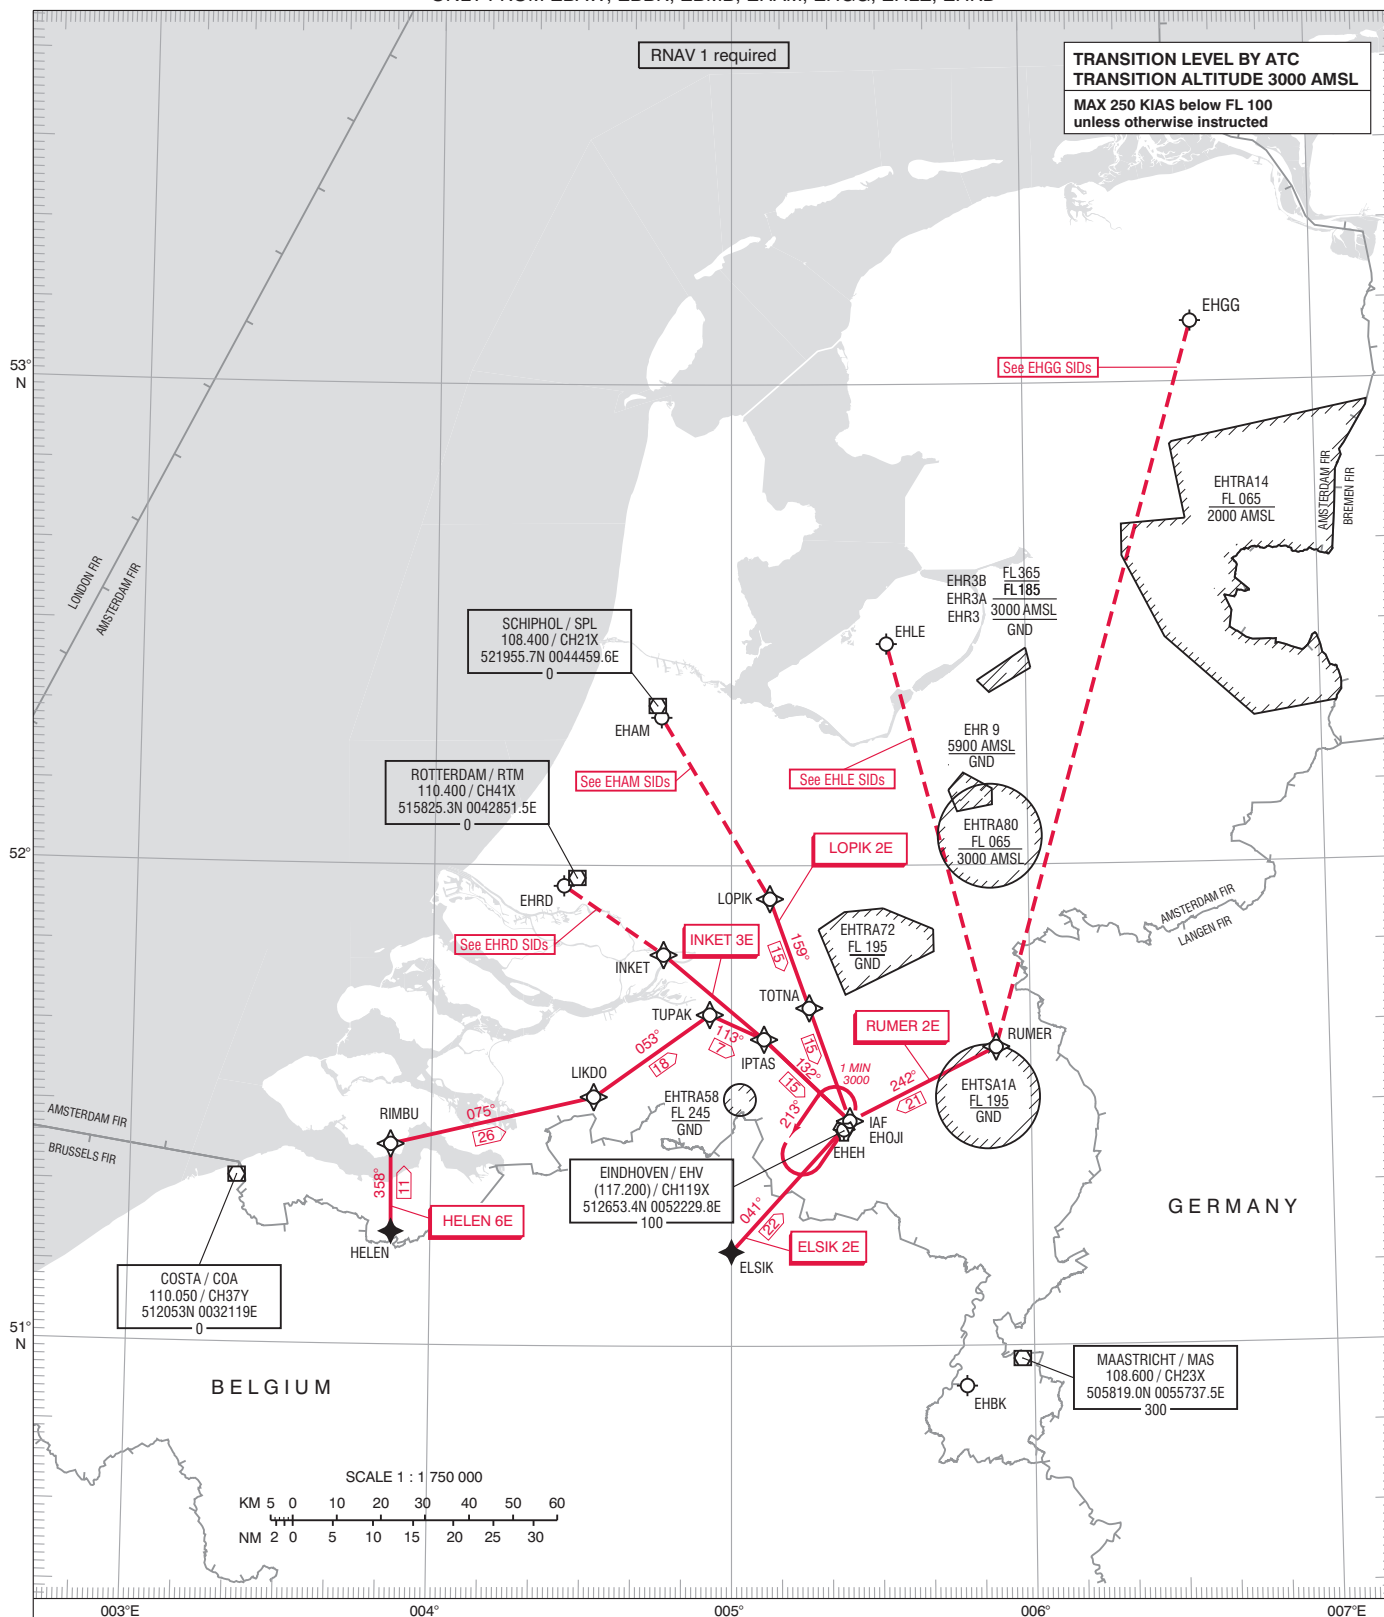 RNAV 1 required
TRANSITION LEVEL BY ATC
TRANSITION ALTITUDE 3000 AMSL
MAX 250 KIAS below FL 100
unless otherwise instructed
EHGG
53°
N
See EHGG SIDs
EHTRA14
FL 065
2000 AMSL
AMSTERDAM FIR
BREMEN FIR
LONDON FIR
AMSTERDAM FIR
EHR3B
EHR3A
EHR3
FL365
FL185
3000 AMSL
GND
SCHIPHOL / SPL
108.400 / CH21X
521955.7N 0044459.6E
0
EHLE
EHAM
EHR 9
5900 AMSL
GND
See EHAM SIDs
See EHLE SIDs
ROTTERDAM / RTM
110.400 / CH41X
515825.3N 0042851.5E
0
EHTRA80
FL 065
3000 AMSL
52°
LOPIK 2E
EHRD
LOPIK
AMSTERDAM FIR
LANGEN FIR
EHTRA72
FL 195
GND
See EHRD SIDs
INKET 3E
159°
15
INKET
TOTNA
TUPAK
RUMER 2E
RUMER
113°
7
IPTAS
15
053°
18
132°
15
1 MIN
3000
242°
21
LIKDO
EHTRA58
FL 245
GND
EHTSA1A
FL 195
GND
213°
AMSTERDAM FIR
BRUSSELS FIR
RIMBU
075°
26
IAF
EHOJI
EHEH
EINDHOVEN / EHV
(117.200) / CH119X
512653.4N 0052229.8E
100
358°
11
HELEN 6E
HELEN
041°
22
ELSIK 2E
ELSIK
GERMANY
COSTA / COA
110.050 / CH37Y
512053N 0032119E
0
51°
N
BELGIUM
MAASTRICHT / MAS
108.600 / CH23X
505819.0N 0055737.5E
300
EHBK
SCALE 1 : 1 750 000
KM 5 0 10 20 30 40 50 60
NM 2 0 5 10 15 20 25 30
003°E 004° 005° 006° 007°E